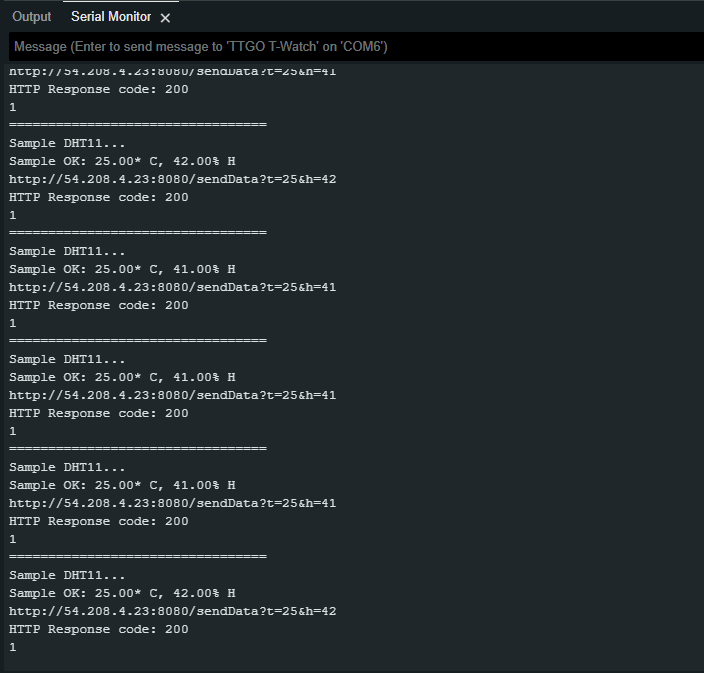 Output
Serial Monitor
Message (Enter to send message to 'TTGO T-Watch' on 'COM6')
http://54.208.4.23:8080/sendData?t=25&h=41
HTTP Response code: 200
1
=================================
Sample DHT11...
Sample OK: 25.00* C, 42.00% H
http://54.208.4.23:8080/sendData?t=25&h=42
HTTP Response code: 200
1
=================================
Sample DHT11...
Sample OK: 25.00* C, 41.00% H
http://54.208.4.23:8080/sendData?t=25&h=41
HTTP Response code: 200
1
=================================
Sample DHT11...
Sample OK: 25.00* C, 41.00% H
http://54.208.4.23:8080/sendData?t=25&h=41
HTTP Response code: 200
1
=================================
Sample DHT11...
Sample OK: 25.00* C, 41.00% H
http://54.208.4.23:8080/sendData?t=25&h=41
HTTP Response code: 200
1
=================================
Sample DHT11...
Sample OK: 25.00* C, 42.00% H
http://54.208.4.23:8080/sendData?t=25&h=42
HTTP Response code: 200
1